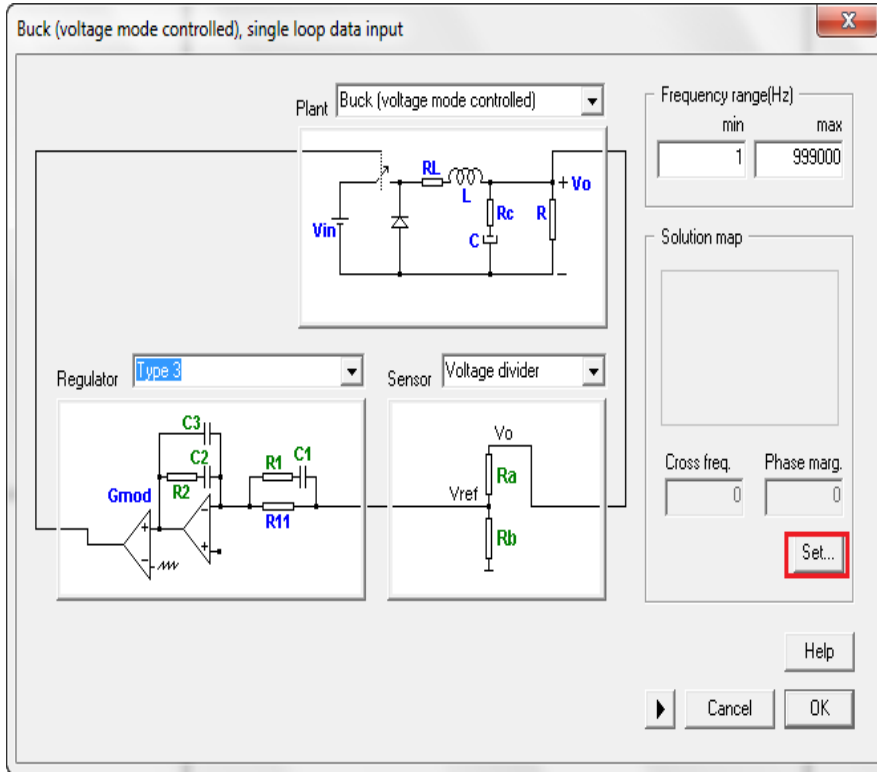 Buck (voltage mode controlled), single loop data input
X
Plant Buck (voltage mode controlled)
RL
L
+ Vo
Vin
Rc
R
C
−
Frequency range(Hz)
min max
1 999000
Solution map
Cross freq. Phase marg.
0 0
Set...
Regulator Type 3
C3
C2
R2
R1 C1
R11
Gmod
+
−
−
+
Sensor Voltage divider
Vo
Ra
Vref
Rb
Help
Cancel OK